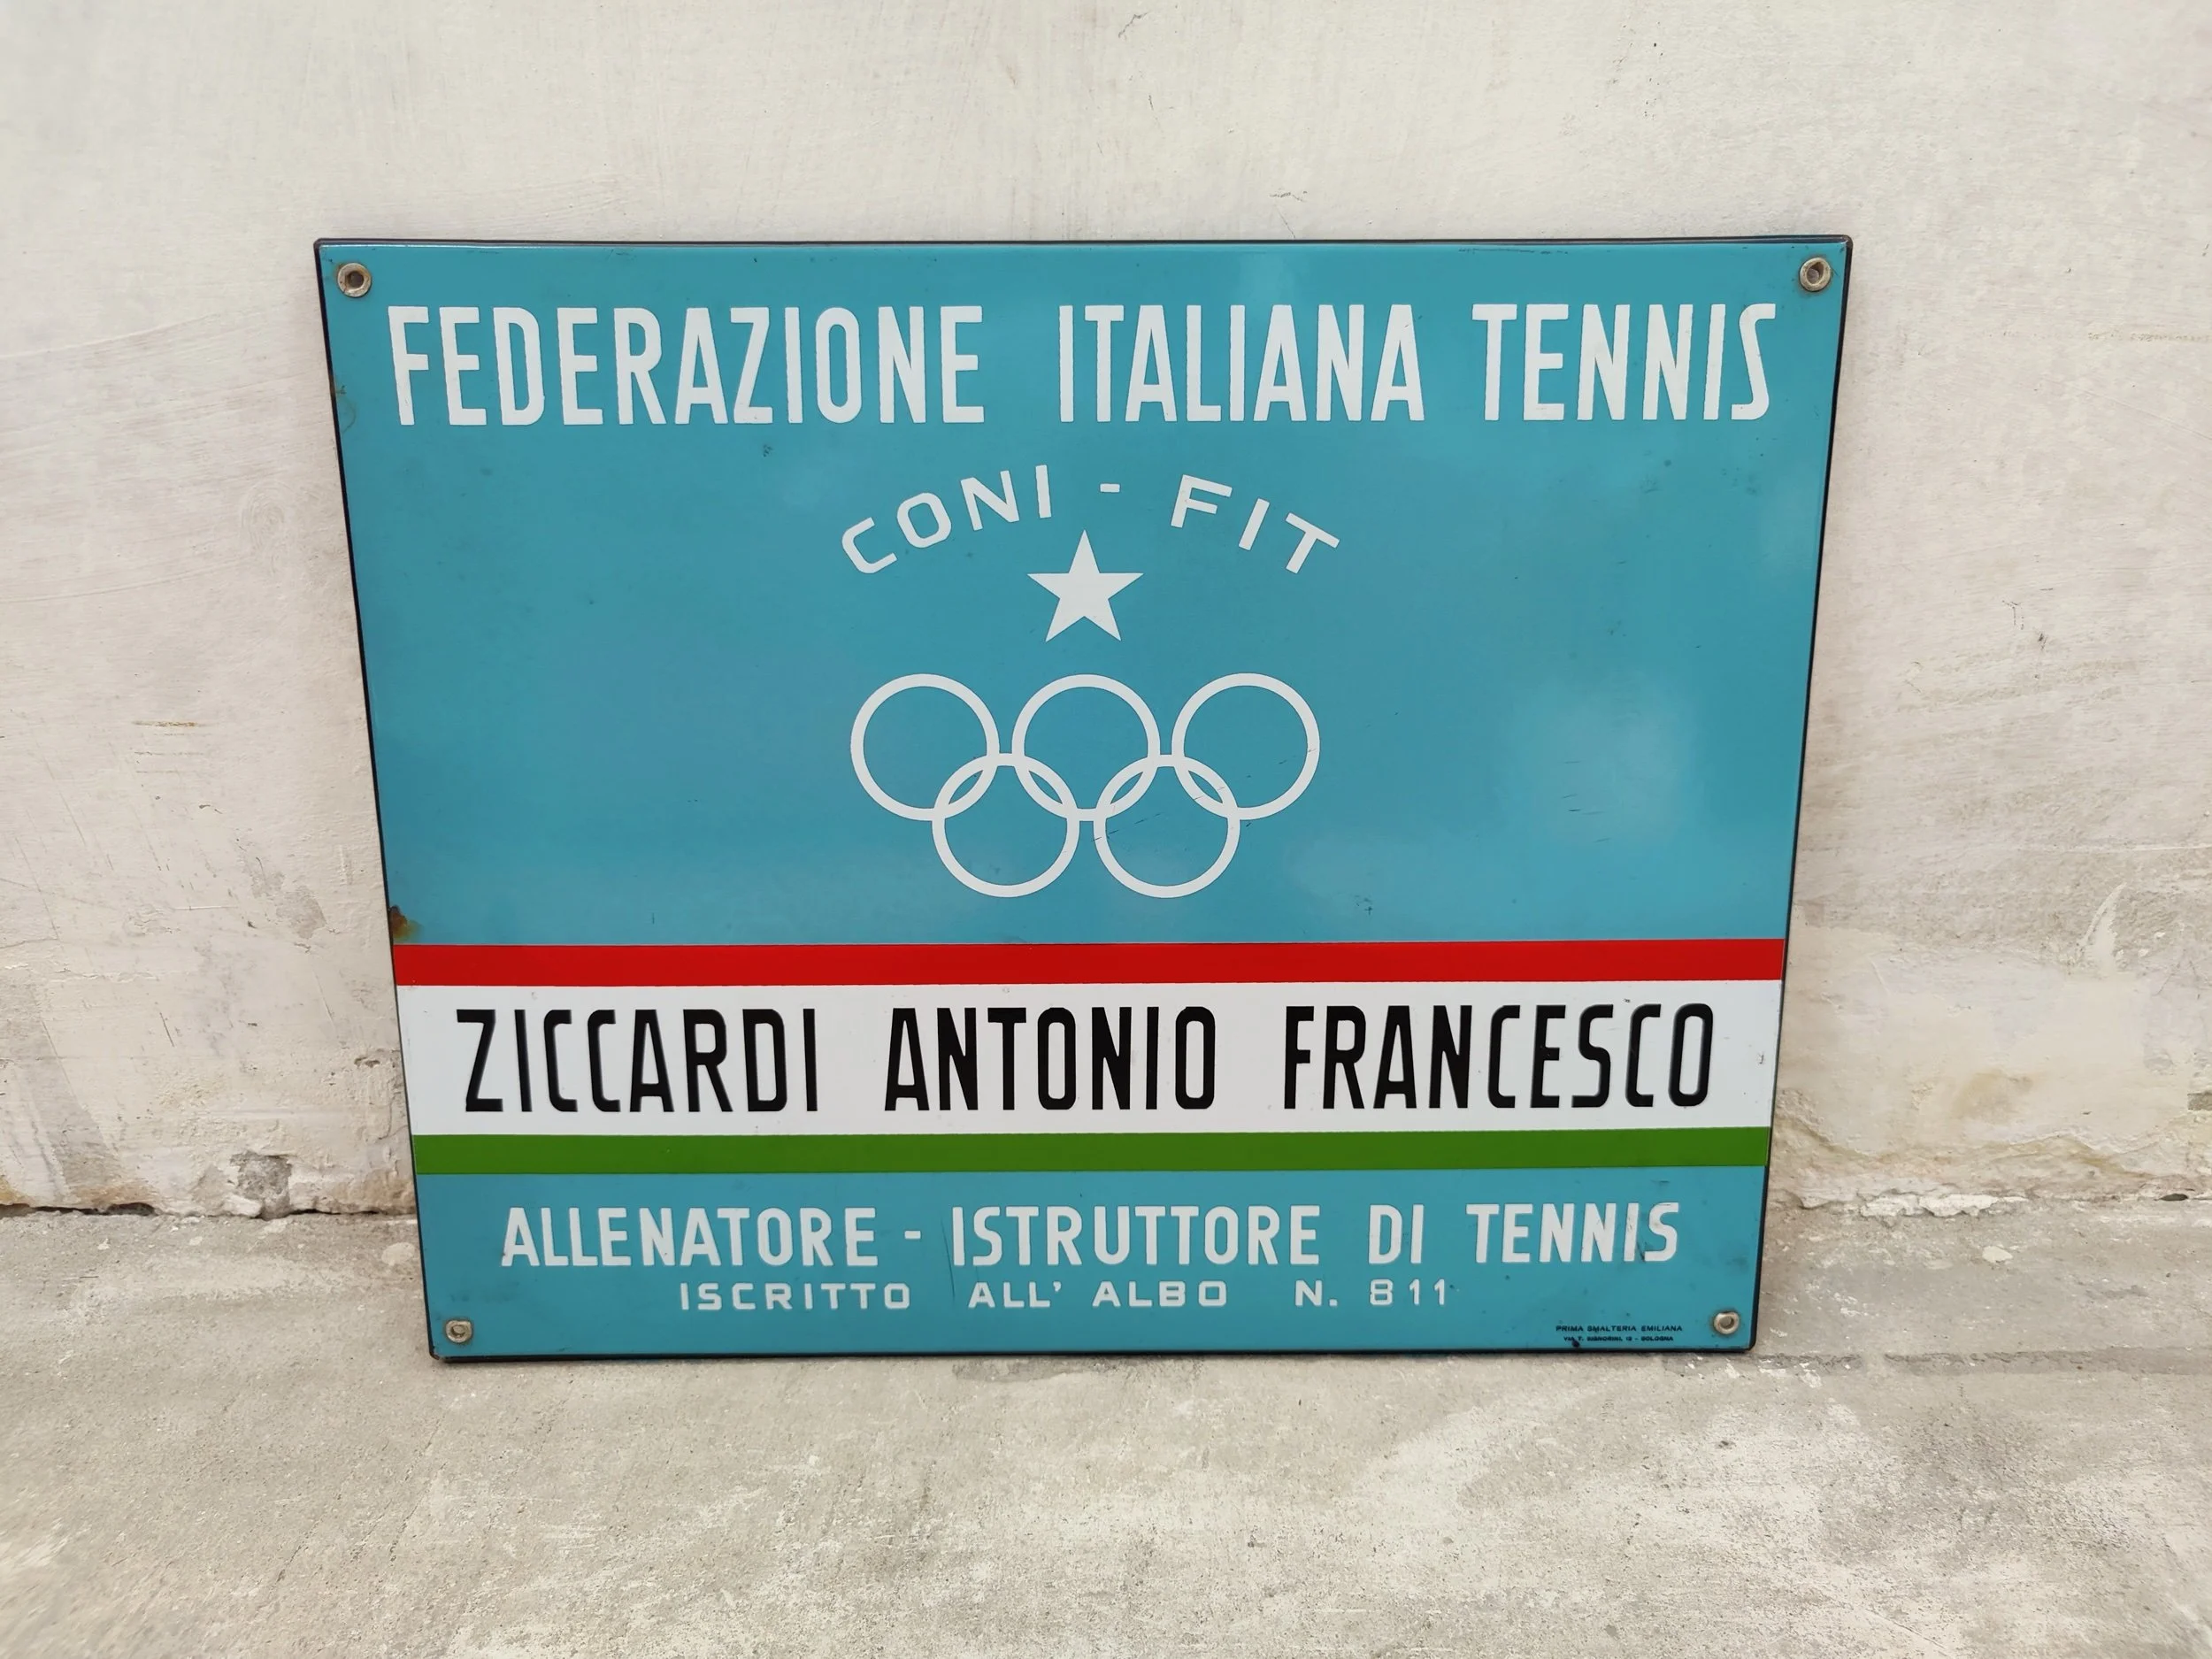 FEDERAZIONE ITALIANA TENNIS
CONI - FIT
ZICCARDI ANTONIO FRANCESCO
ALLENATORE - ISTRUTTORE DI TENNIS
ISCRITTO ALL' ALBO N. 811
PRIMA SMALTERIA EMILIANA
BOLOGNA